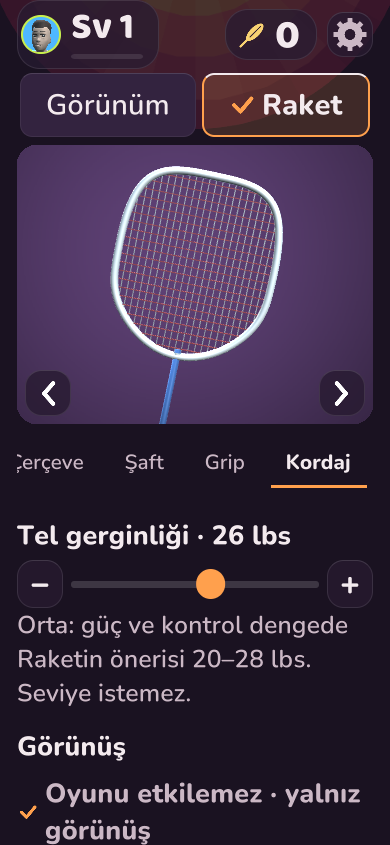 Sv 1
0
Görünüm
Raket
Çerçeve Şaft Grip Kordaj
Tel gerginliği · 26 lbs
Orta: güç ve kontrol dengede
Raketin önerisi 20–28 lbs.
Seviye istemez.
Görünüş
Oyunu etkilemez · yalnız
görünüş